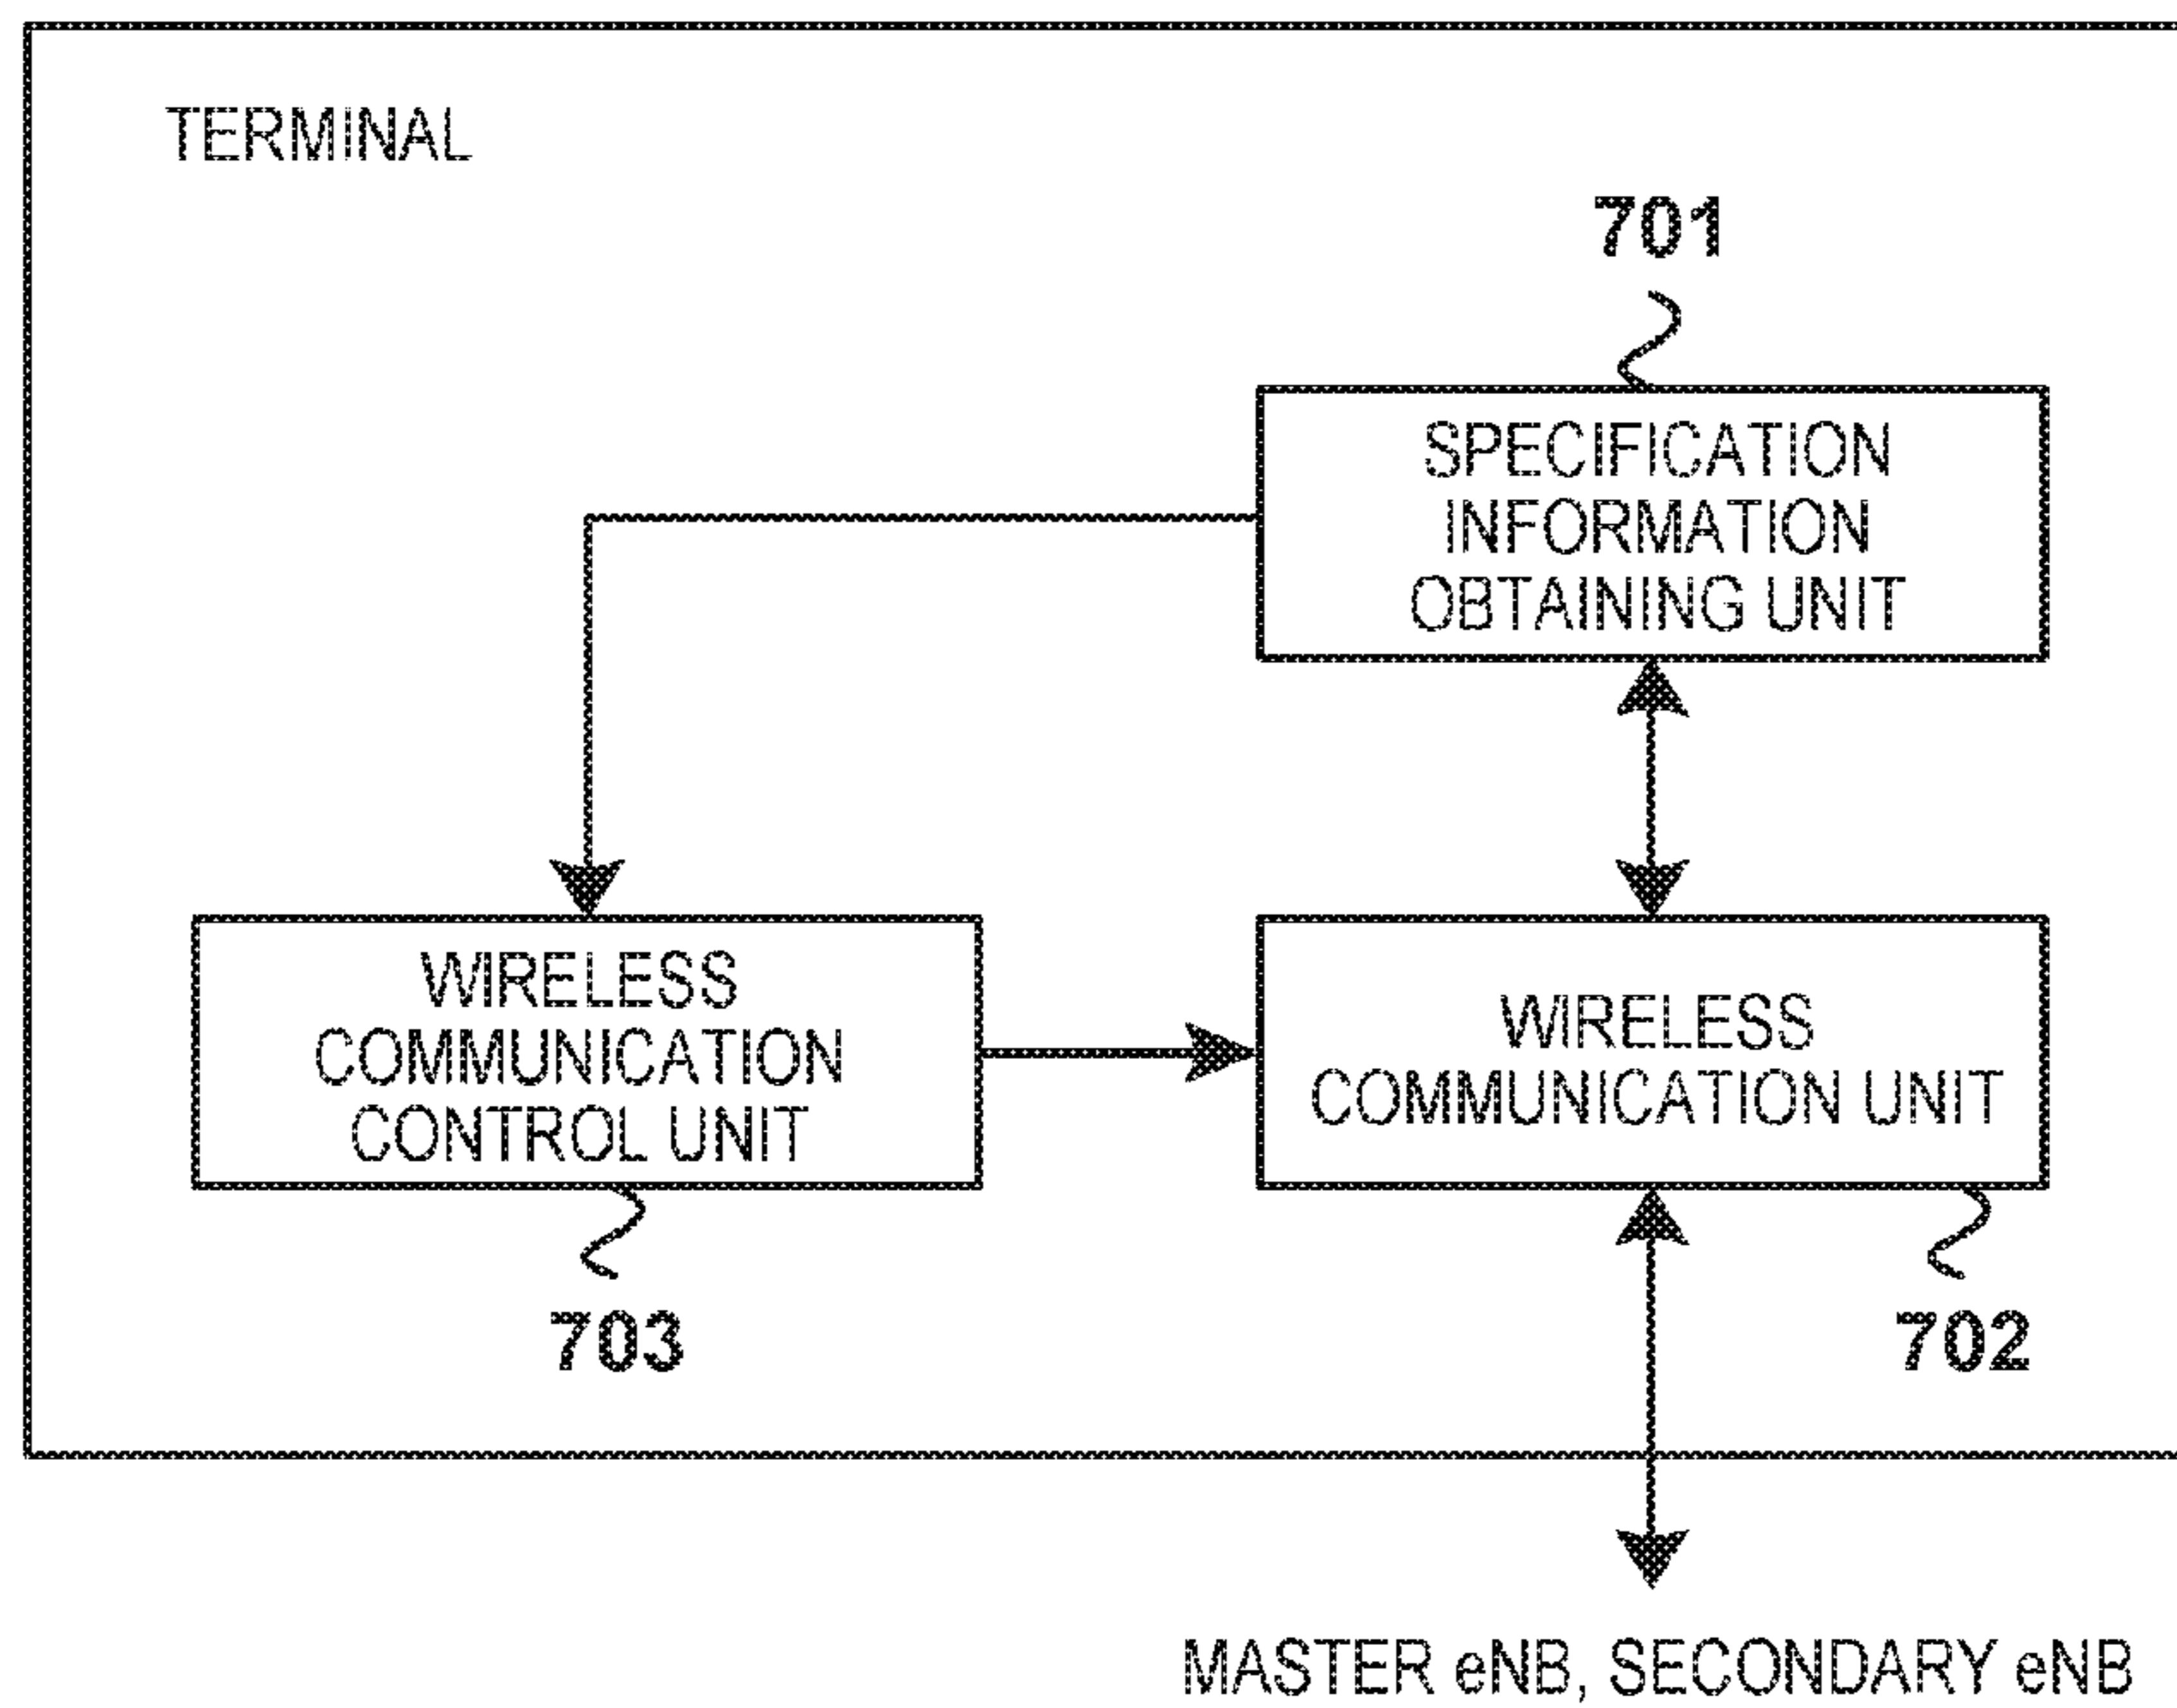 TERMINAL
701
SPECIFICATION
INFORMATION
OBTAINING UNIT
WIRELESS
COMMUNICATION
CONTROL UNIT
WIRELESS
COMMUNICATION UNIT
703
702
MASTER eNB, SECONDARY eNB